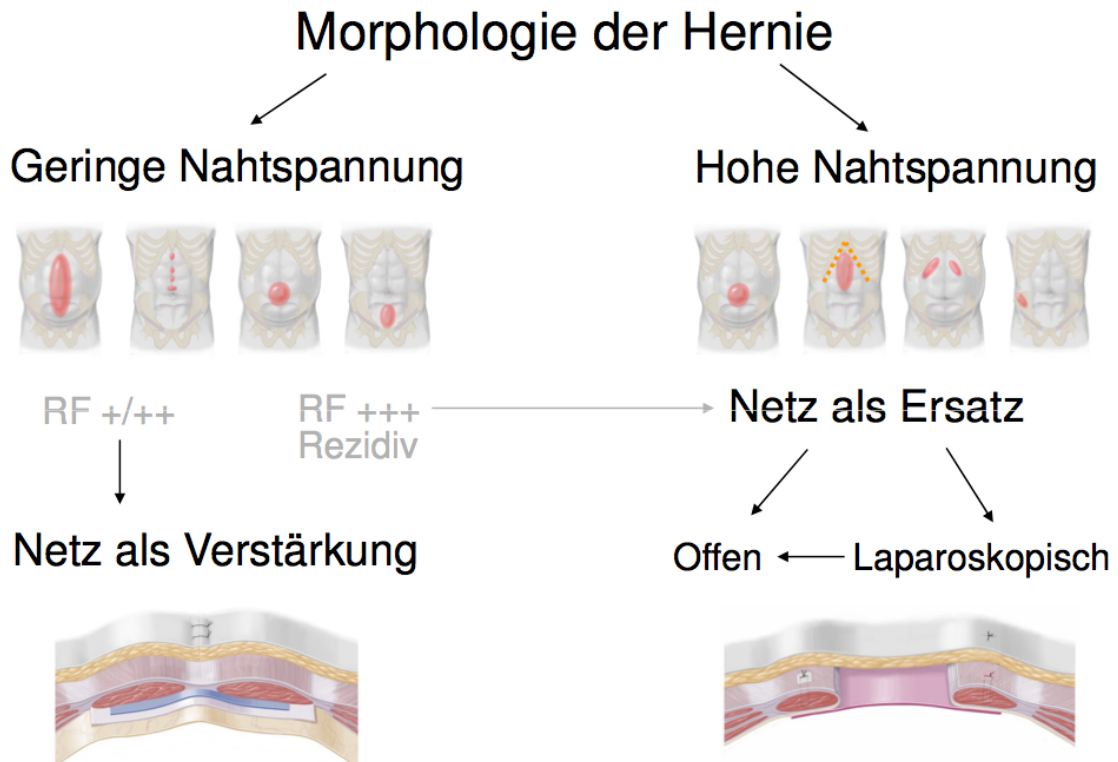 Morphologie der Hernie
Geringe Nahtspannung
Hohe Nahtspannung
RF +/++
RF +++
Rezidiv
Netz als Ersatz
Netz als Verstärkung
Offen
Laparoskopisch